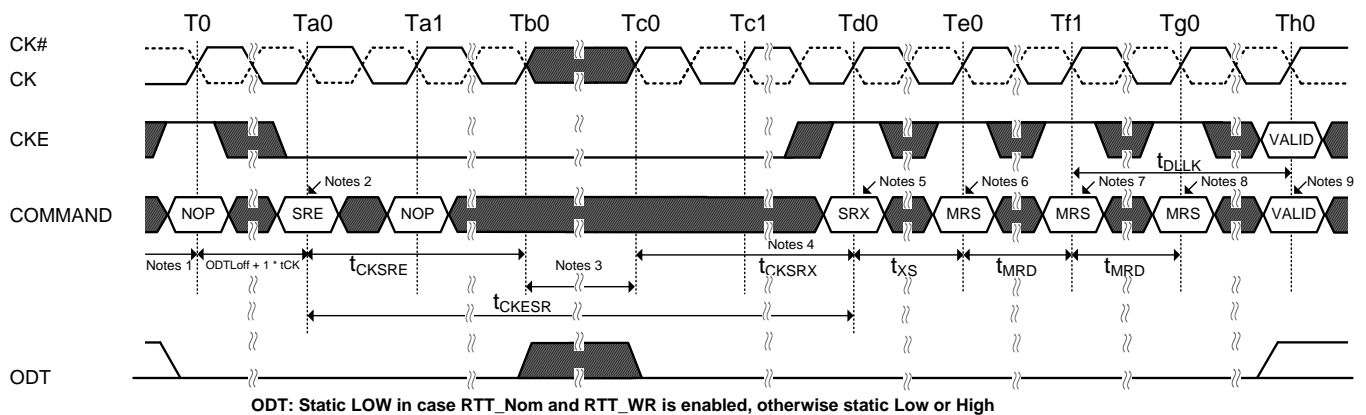 T0 Ta0 Ta1 Tb0 Tc0 Tc1 Td0 Te0 Tf1 Tg0 Th0
CK#
CK
CKE
VALID
tDLLK
Notes 2 Notes 5 Notes 6 Notes 7 Notes 8 Notes 9
COMMAND
NOP SRE NOP SRX MRS MRS MRS VALID
Notes 1 ODTLoff + 1 * tCK tCKSRE Notes 3 Notes 4 tCKSRX tXS tMRD tMRD
tCKESR
ODT
ODT: Static LOW in case RTT_Nom and RTT_WR is enabled, otherwise static Low or High